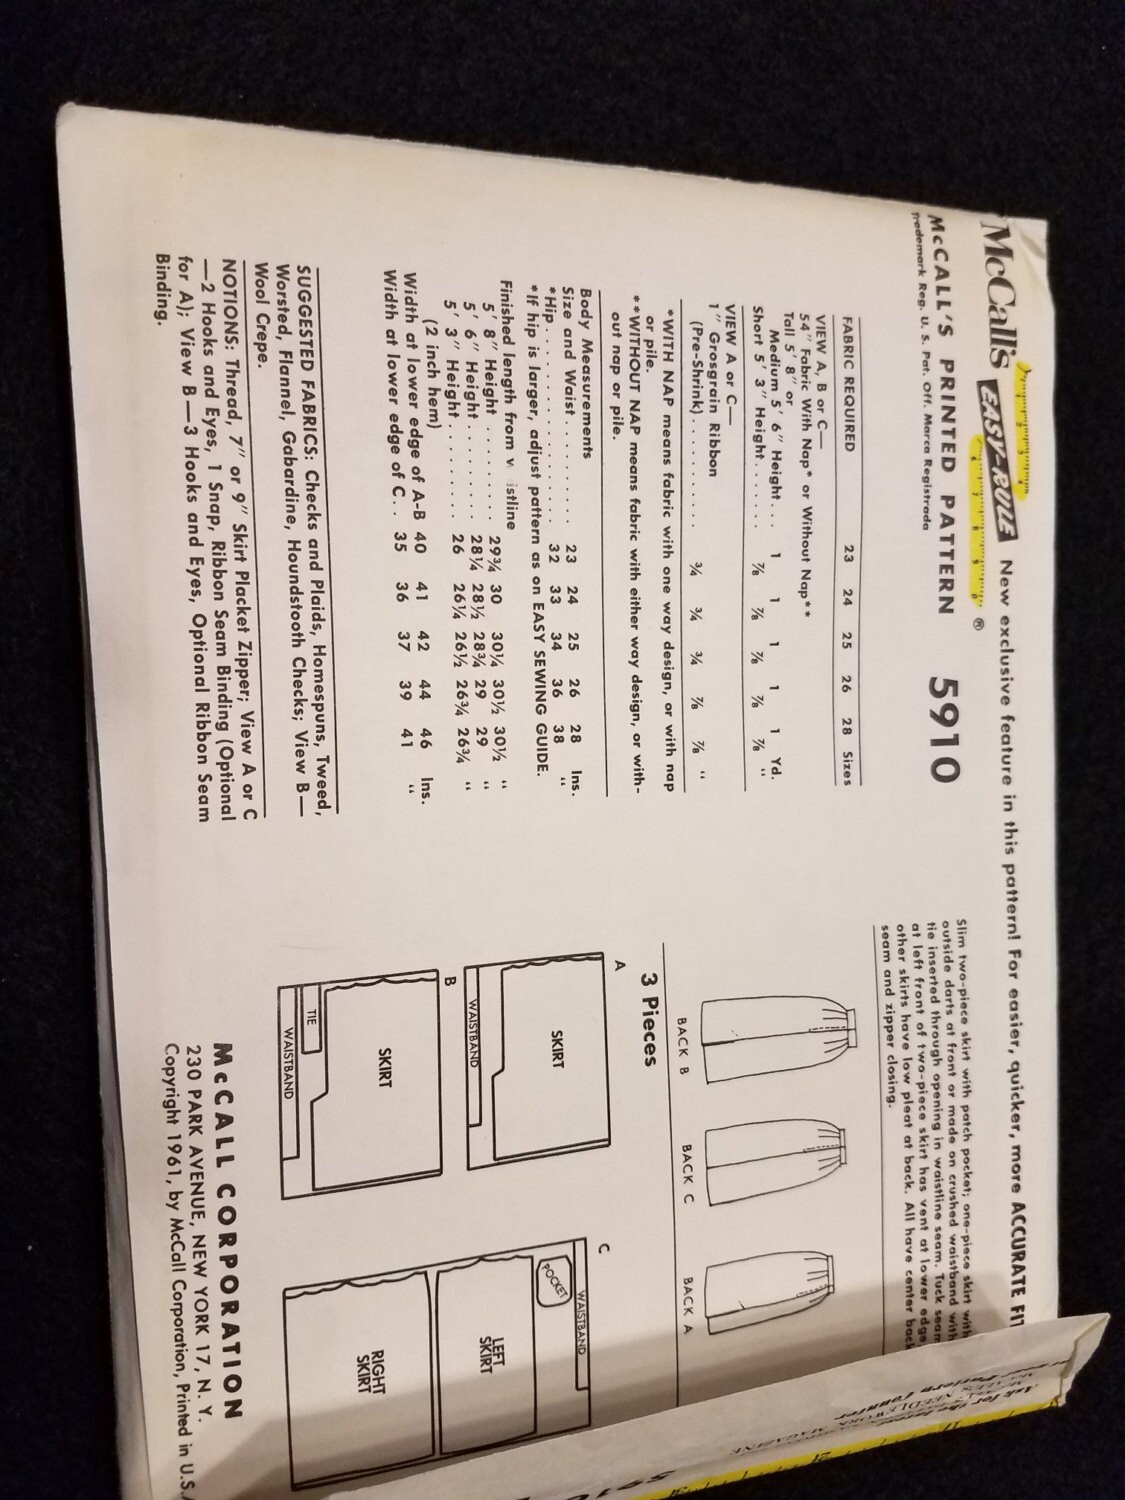 McCall's EASY-RULE ® New exclusive feature in this pattern! For easier, quicker, more ACCURATE FIT
McCALL'S PRINTED PATTERN 5910
Trademark Reg. U. S. Pat. Off. Marca Registrada
FABRIC REQUIRED 23 24 25 26 28 Sizes
VIEW A, B or C—
54" Fabric With Nap* or Without Nap**
Tall 5' 8" or
Medium 5' 6" Height... 1 1 1 1 1 Yd.
Short 5' 3" Height...... ⅞ ⅞ ⅞ ⅞ ⅞ "
VIEW A or C—
1" Grosgrain Ribbon
(Pre-Shrink)............ ¾ ¾ ¾ ⅞ ⅞ "
*WITH NAP means fabric with one way design, or with nap
or pile.
**WITHOUT NAP means fabric with either way design, or with-
out nap or pile.
Body Measurements
Size and Waist......... 23 24 25 26 28 Ins.
*Hip.................. 32 33 34 36 38 "
*If hip is larger, adjust pattern as on EASY SEWING GUIDE.
Finished length from w istline
5' 8" Height......... 29¾ 30 30¼ 30½ 30½ "
5' 6" Height......... 28¼ 28½ 28¾ 29 29 "
5' 3" Height......... 26 26¼ 26½ 26¾ 26¾ "
(2 inch hem)
Width at lower edge of A-B 40 41 42 44 46 Ins.
Width at lower edge of C.. 35 36 37 39 41 "
SUGGESTED FABRICS: Checks and Plaids, Homespuns, Tweed,
Worsted, Flannel, Gabardine, Houndstooth Checks; View B—
Wool Crepe.
NOTIONS: Thread, 7" or 9" Skirt Placket Zipper; View A or C
—2 Hooks and Eyes, 1 Snap, Ribbon Seam Binding (Optional
for A); View B—3 Hooks and Eyes, Optional Ribbon Seam
Binding.
Slim two-piece skirt with patch pocket; one-piece skirt with
outside darts at front or made on crushed waistband with
tie inserted through opening in waistline seam. Tuck seam
at left front of two-piece skirt has vent at lower edge
other skirts have low pleat at back. All have center back
seam and zipper closing.
BACK B BACK C BACK A
3 Pieces
A
SKIRT
WAISTBAND
B
SKIRT
TIE
WAISTBAND
C
WAISTBAND
POCKET
LEFT
SKIRT
RIGHT
SKIRT
McCALL CORPORATION
230 PARK AVENUE, NEW YORK 17, N. Y.
Copyright 1961, by McCall Corporation, Printed in U.S.A
Ask for the
McCALL'S NEEDLEWORK
MAGAZINE
Pattern Counter
5910